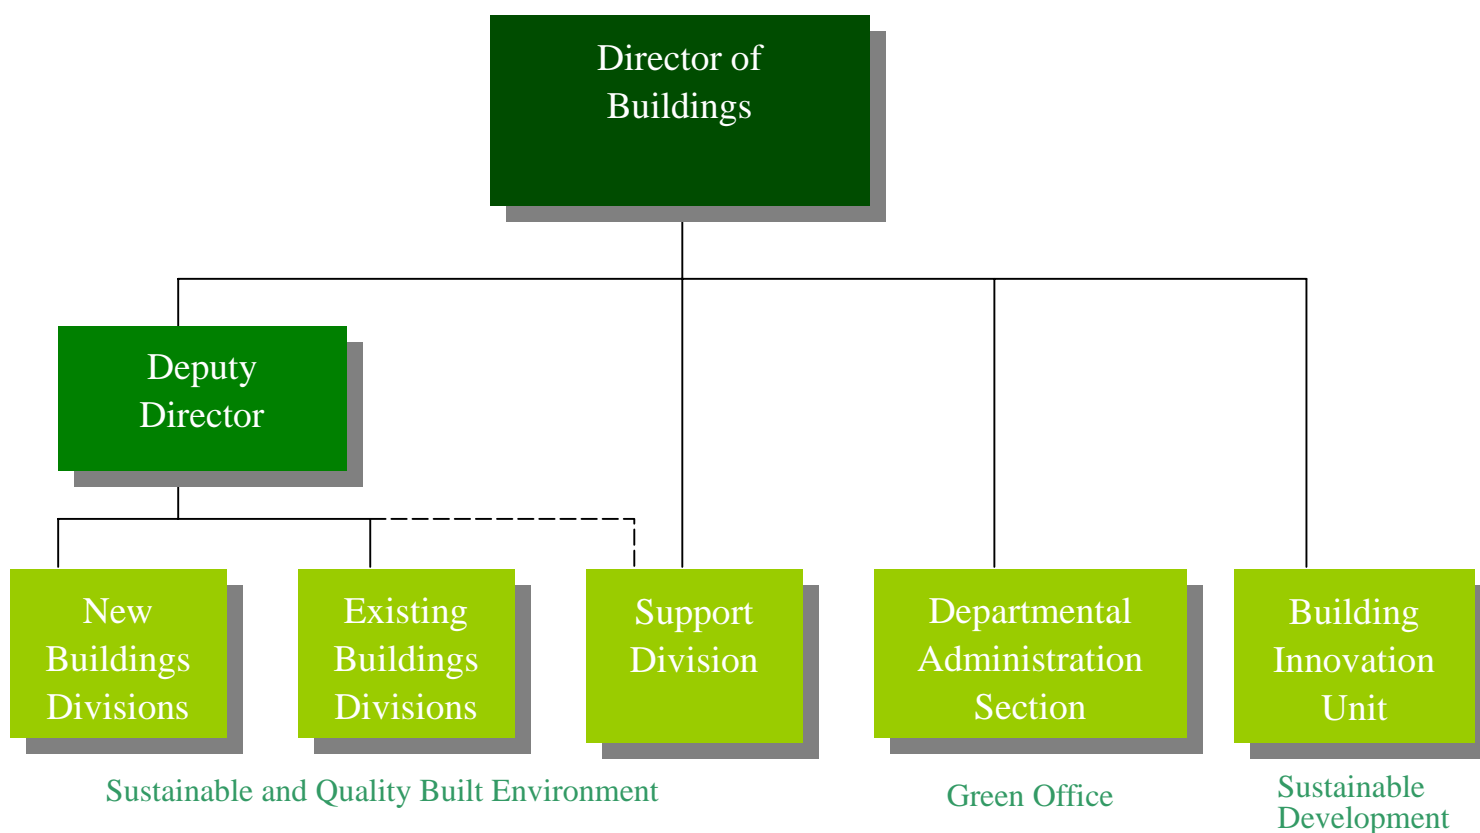 Director of
Buildings
Deputy
Director
New
Buildings
Divisions
Existing
Buildings
Divisions
Support
Division
Departmental
Administration
Section
Building
Innovation
Unit
Sustainable and Quality Built Environment
Green Office
Sustainable
Development